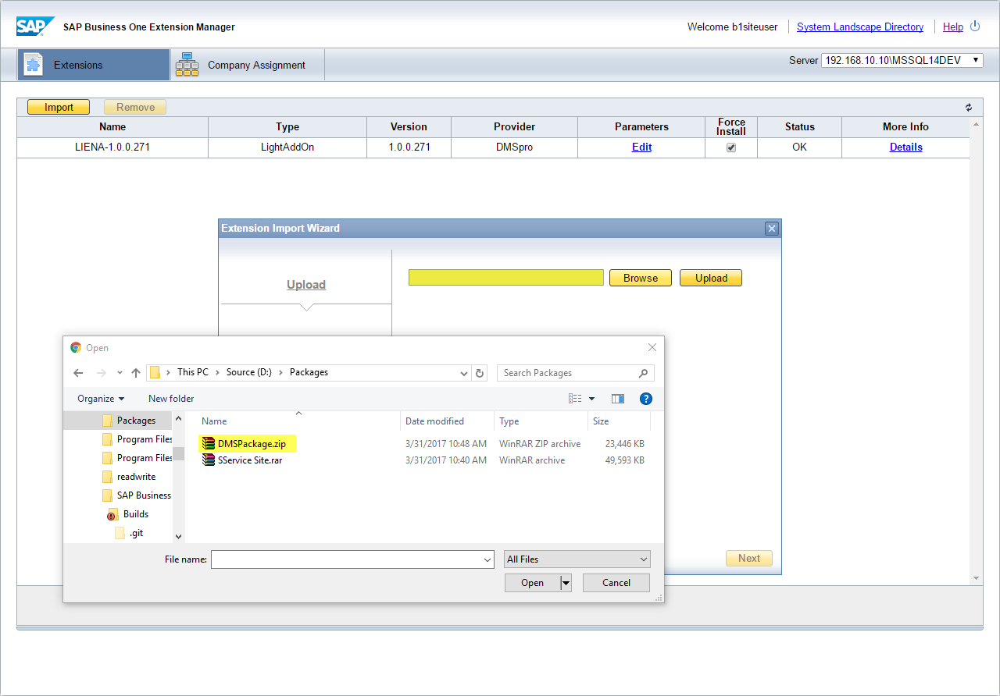 SAP SAP Business One Extension Manager Welcome b1siteuser System Landscape Directory Help
Extensions Company Assignment Server 192.168.10.10\MSSQL14DEV
Import Remove
Name Type Version Provider Parameters Force Install Status More Info
LIENA-1.0.0.271 LightAddOn 1.0.0.271 DMSpro Edit OK Details
Extension Import Wizard
Upload Browse Upload
Open
This PC Source (D:) Packages Search Packages
Organize New folder
Packages
Program Files
Program Files
readwrite
SAP Business
Builds
.git
Name Date modified Type Size
DMSPackage.zip 3/31/2017 10:48 AM WinRAR ZIP archive 23,446 KB
SService Site.rar 3/31/2017 10:40 AM WinRAR archive 49,593 KB
File name: All Files
Open Cancel
Next